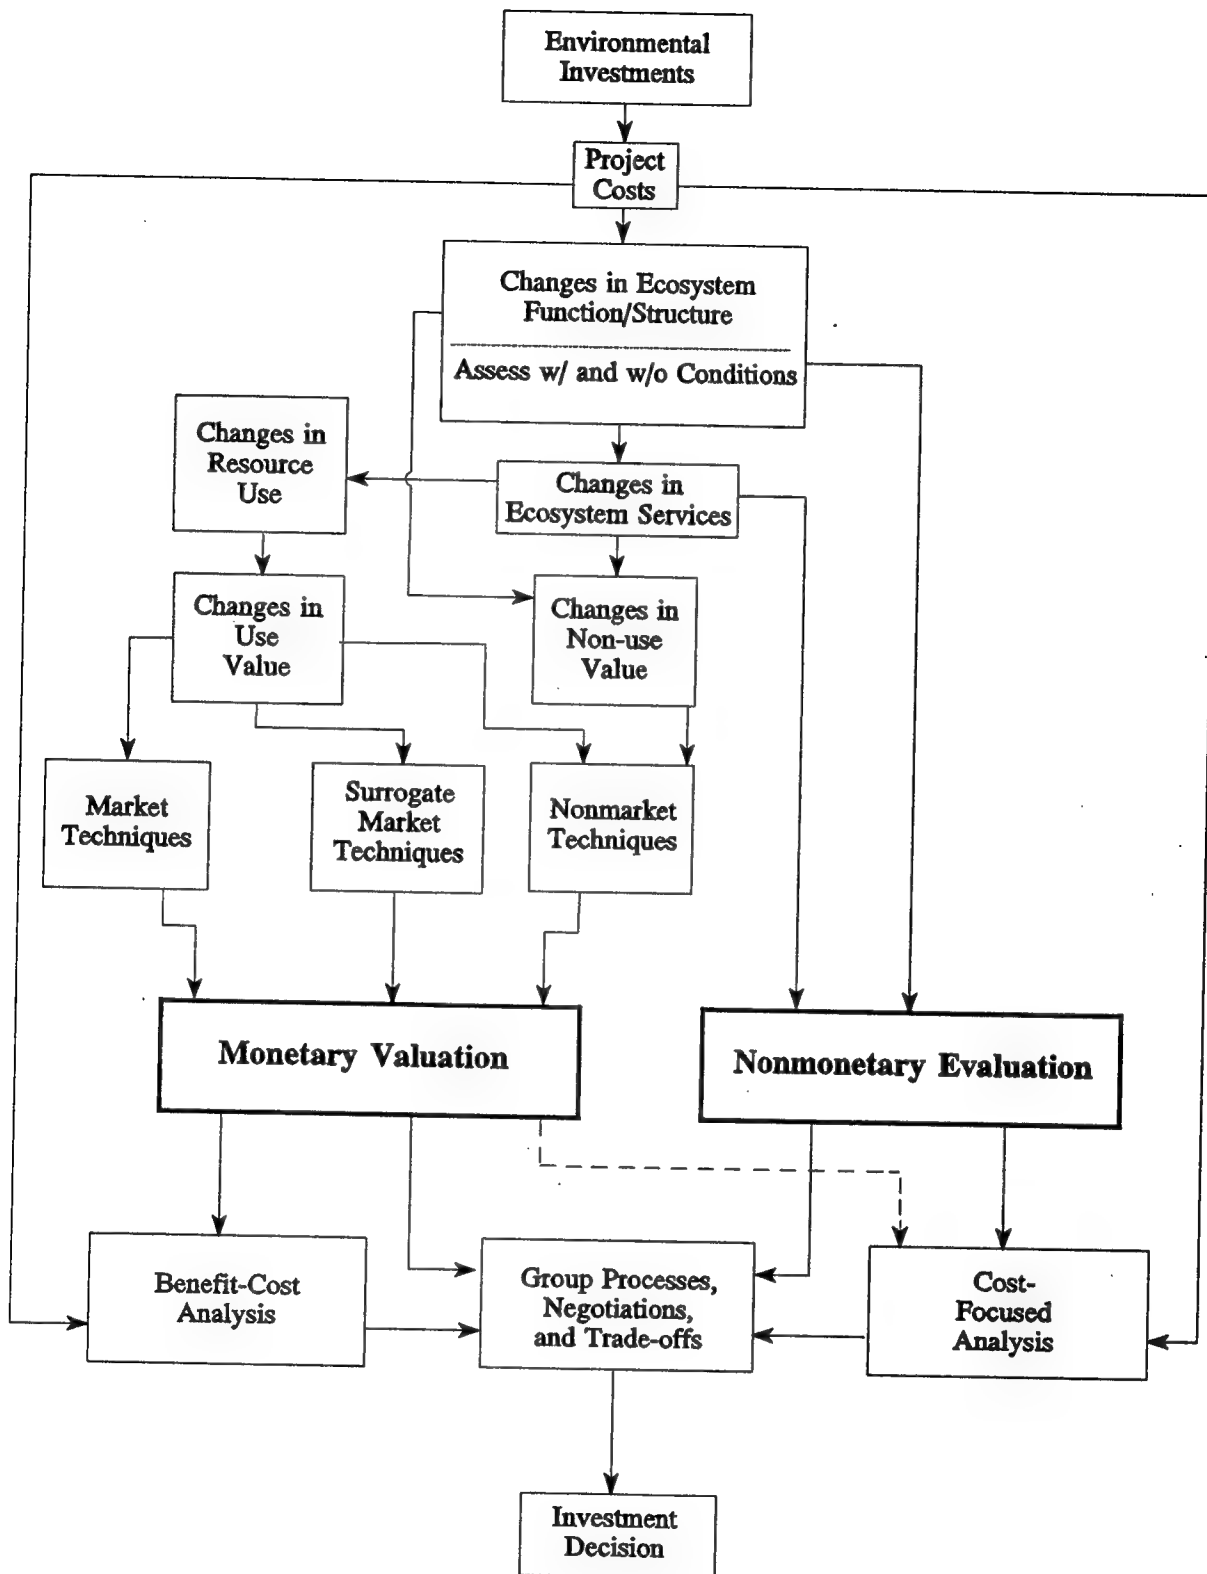 Environmental
Investments
Project
Costs
Changes in Ecosystem
Function/Structure
Assess w/ and w/o Conditions
Changes in
Resource
Use
Changes in
Ecosystem Services
Changes in
Use
Value
Changes in
Non-use
Value
Market
Techniques
Surrogate
Market
Techniques
Nonmarket
Techniques
Monetary Valuation
Nonmonetary Evaluation
Benefit-Cost
Analysis
Group Processes,
Negotiations,
and Trade-offs
Cost-
Focused
Analysis
Investment
Decision